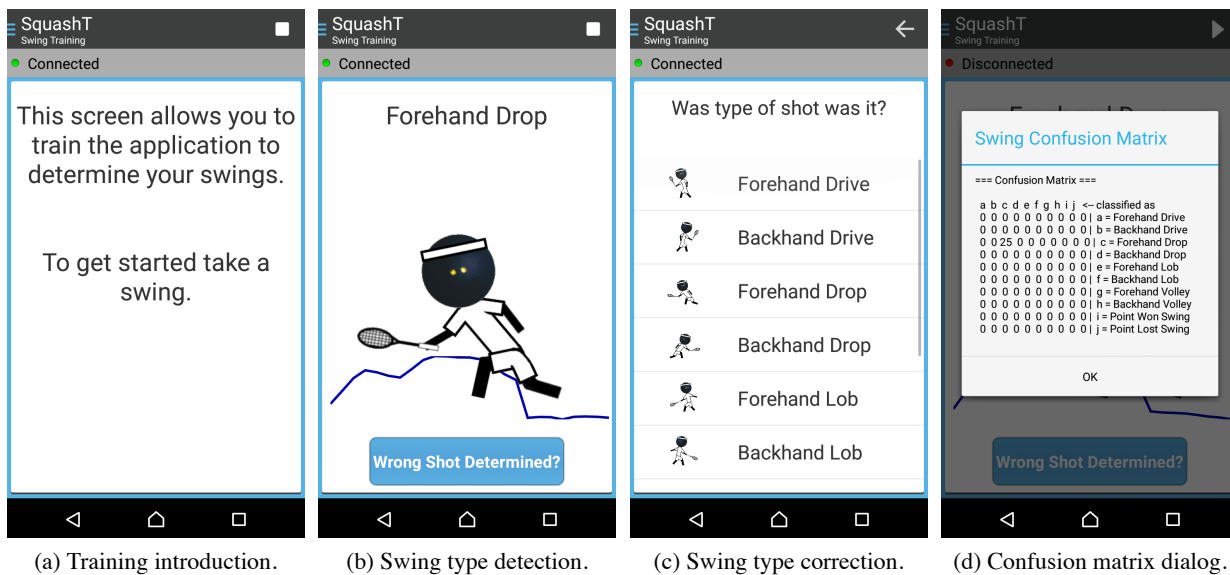 SquashT
Swing Training
Connected
This screen allows you to
train the application to
determine your swings.
To get started take a
swing.
(a) Training introduction.
SquashT
Swing Training
Connected
Forehand Drop
Wrong Shot Determined?
(b) Swing type detection.
SquashT
Swing Training
Connected
Was type of shot was it?
Forehand Drive
Backhand Drive
Forehand Drop
Backhand Drop
Forehand Lob
Backhand Lob
(c) Swing type correction.
SquashT
Swing Training
Disconnected
Swing Confusion Matrix
=== Confusion Matrix ===
a b c d e f g h i j <-- classified as
0 0 0 0 0 0 0 0 0 0 | a = Forehand Drive
0 0 0 0 0 0 0 0 0 0 | b = Backhand Drive
0 0 25 0 0 0 0 0 0 0 | c = Forehand Drop
0 0 0 0 0 0 0 0 0 0 | d = Backhand Drop
0 0 0 0 0 0 0 0 0 0 | e = Forehand Lob
0 0 0 0 0 0 0 0 0 0 | f = Backhand Lob
0 0 0 0 0 0 0 0 0 0 | g = Forehand Volley
0 0 0 0 0 0 0 0 0 0 | h = Backhand Volley
0 0 0 0 0 0 0 0 0 0 | i = Point Won Swing
0 0 0 0 0 0 0 0 0 0 | j = Point Lost Swing
OK
Wrong Shot Determined?
(d) Confusion matrix dialog.